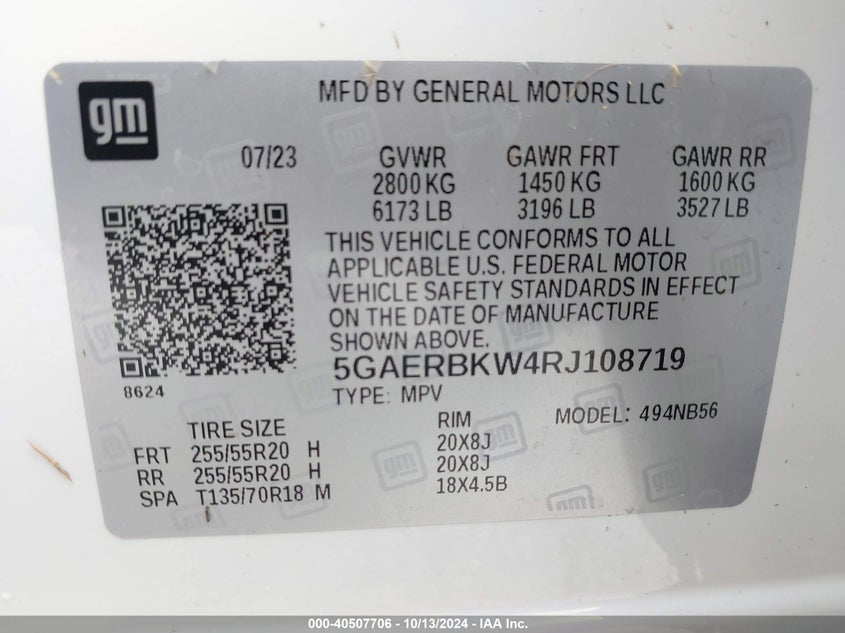 gm
MFD BY GENERAL MOTORS LLC
07/23 GVWR GAWR FRT GAWR RR
2800 KG 1450 KG 1600 KG
6173 LB 3196 LB 3527 LB
THIS VEHICLE CONFORMS TO ALL
APPLICABLE U.S. FEDERAL MOTOR
VEHICLE SAFETY STANDARDS IN EFFECT
ON THE DATE OF MANUFACTURE
SHOWN ABOVE.
5GAERBKW4RJ108719
8624
TYPE: MPV
TIRE SIZE RIM MODEL: 494NB56
FRT 255/55R20 H 20X8J
RR 255/55R20 H 20X8J
SPA T135/70R18 M 18X4.5B
000-40507706 / 10/13/2024 - IAA Inc.